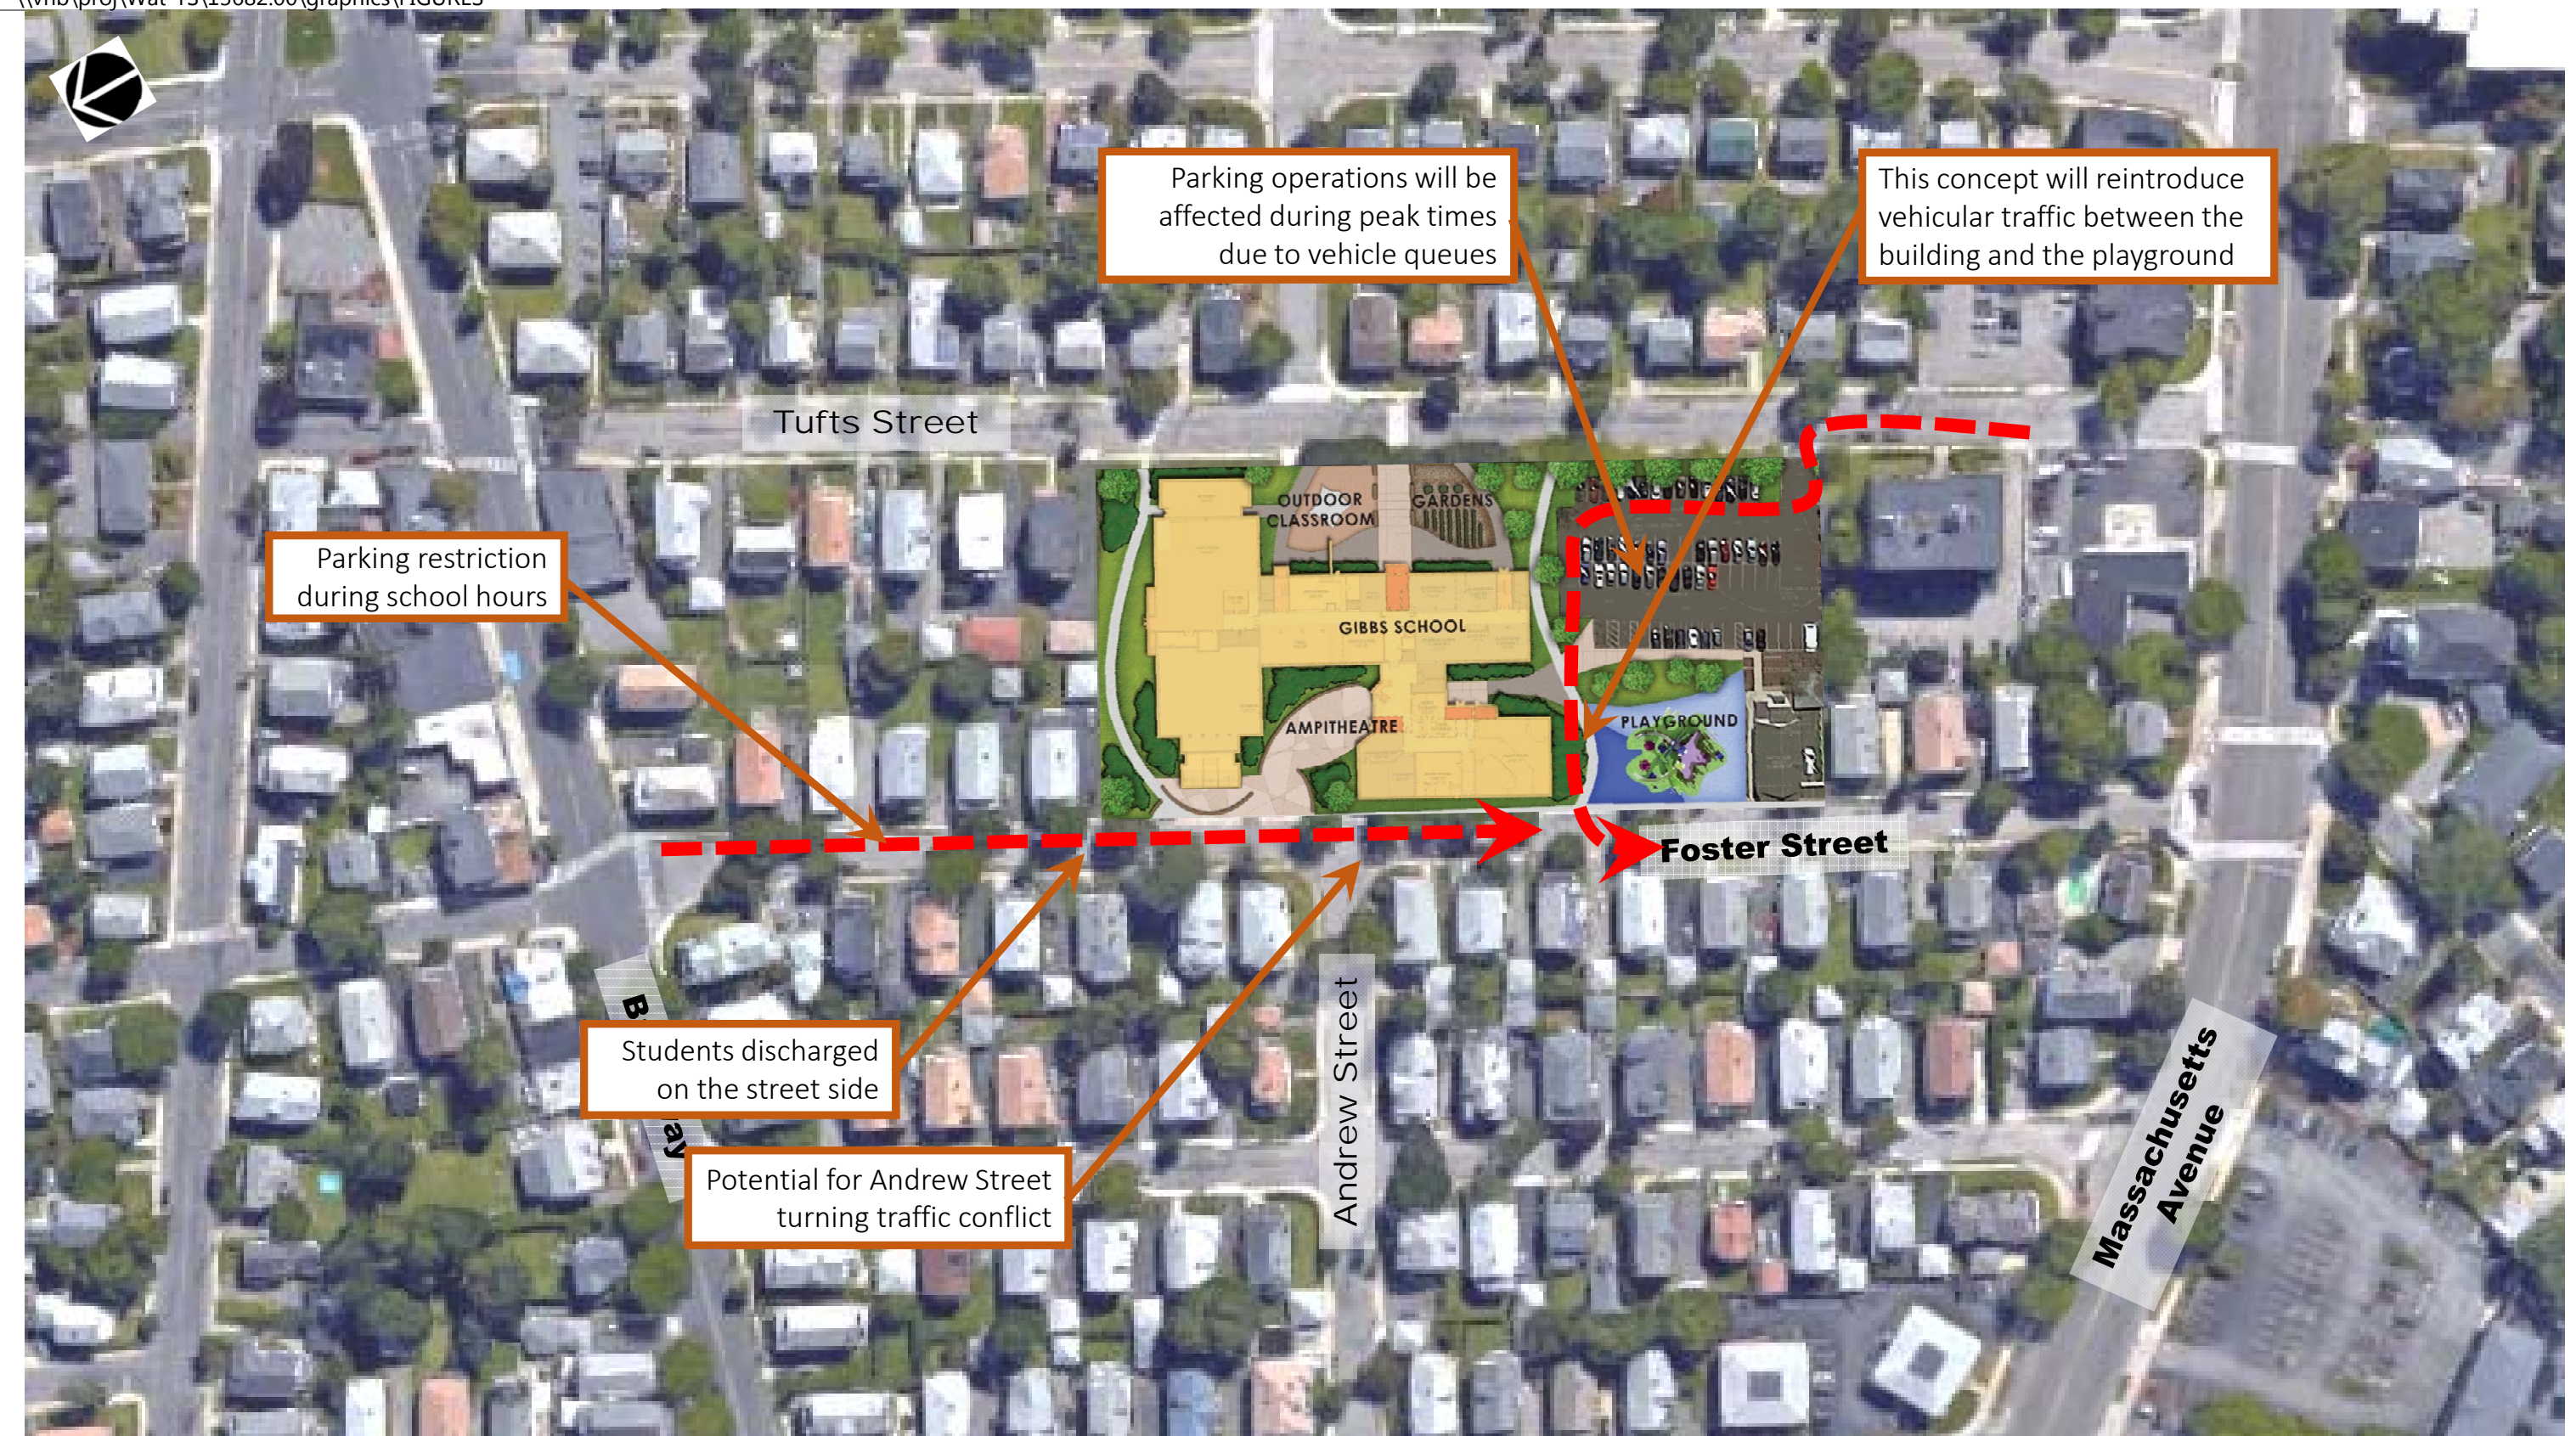 Parking operations will be
affected during peak times
due to vehicle queues
This concept will reintroduce
vehicular traffic between the
building and the playground
Tufts Street
OUTDOOR
CLASSROOM
GARDENS
Parking restriction
during school hours
GIBBS SCHOOL
AMPITHEATRE
PLAYGROUND
Foster Street
Students discharged
on the street side
Potential for Andrew Street
turning traffic conflict
Andrew Street
Massachusetts
Avenue